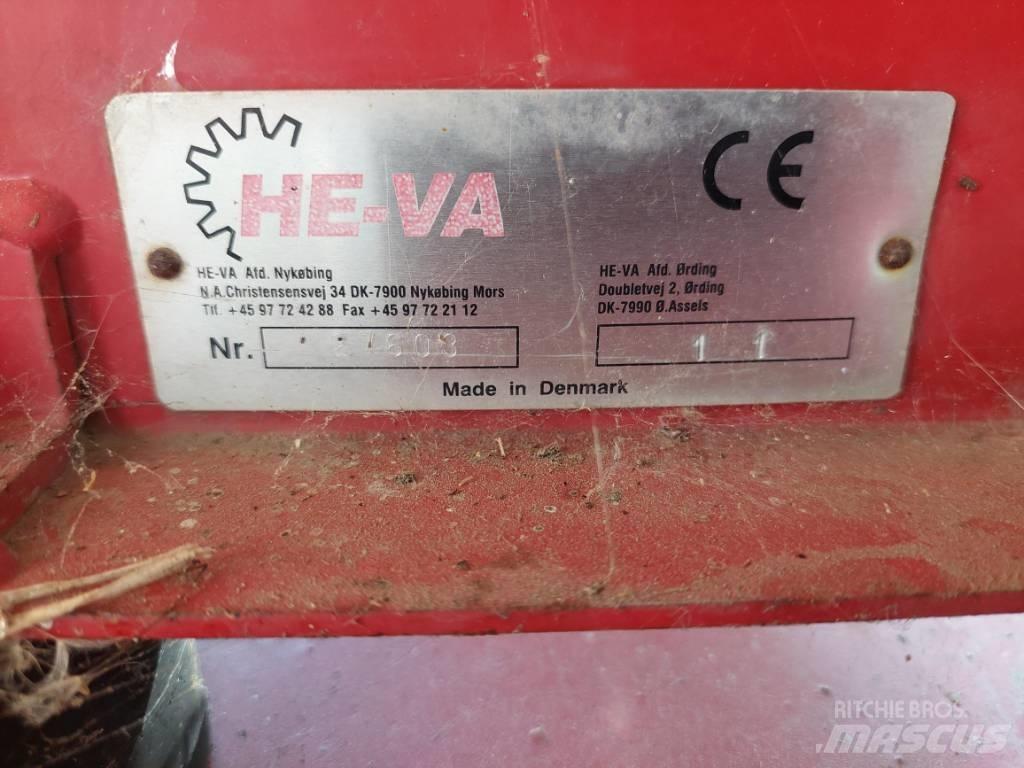 HE-VA
CE
HE-VA Afd. Nykøbing
N.A.Christensensvej 34 DK-7900 Nykøbing Mors
Tlf. +45 97 72 42 88 Fax +45 97 72 21 12
HE-VA Afd. Ørding
Doubletvej 2, Ørding
DK-7990 Ø.Assels
Nr.
1 1
Made in Denmark
RITCHIE BROS.
MASCUS